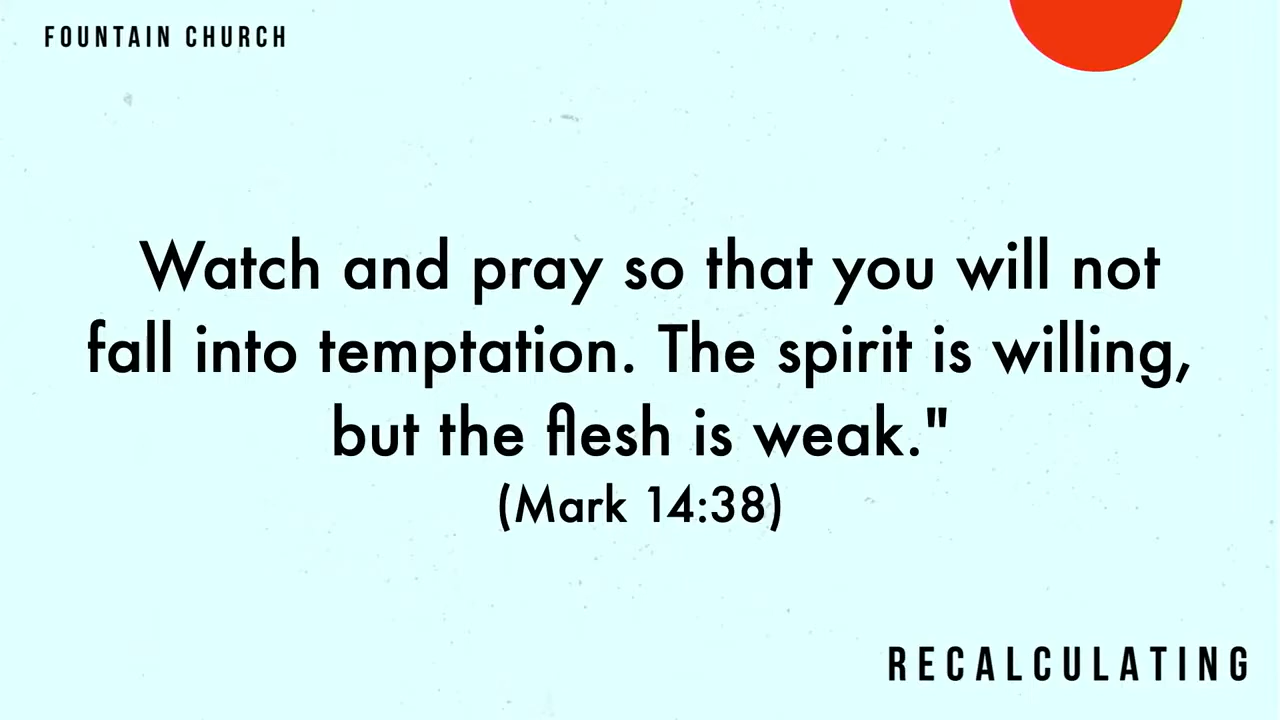 FOUNTAIN CHURCH
Watch and pray so that you will not
fall into temptation. The spirit is willing,
but the flesh is weak."
(Mark 14:38)
RECALCULATING